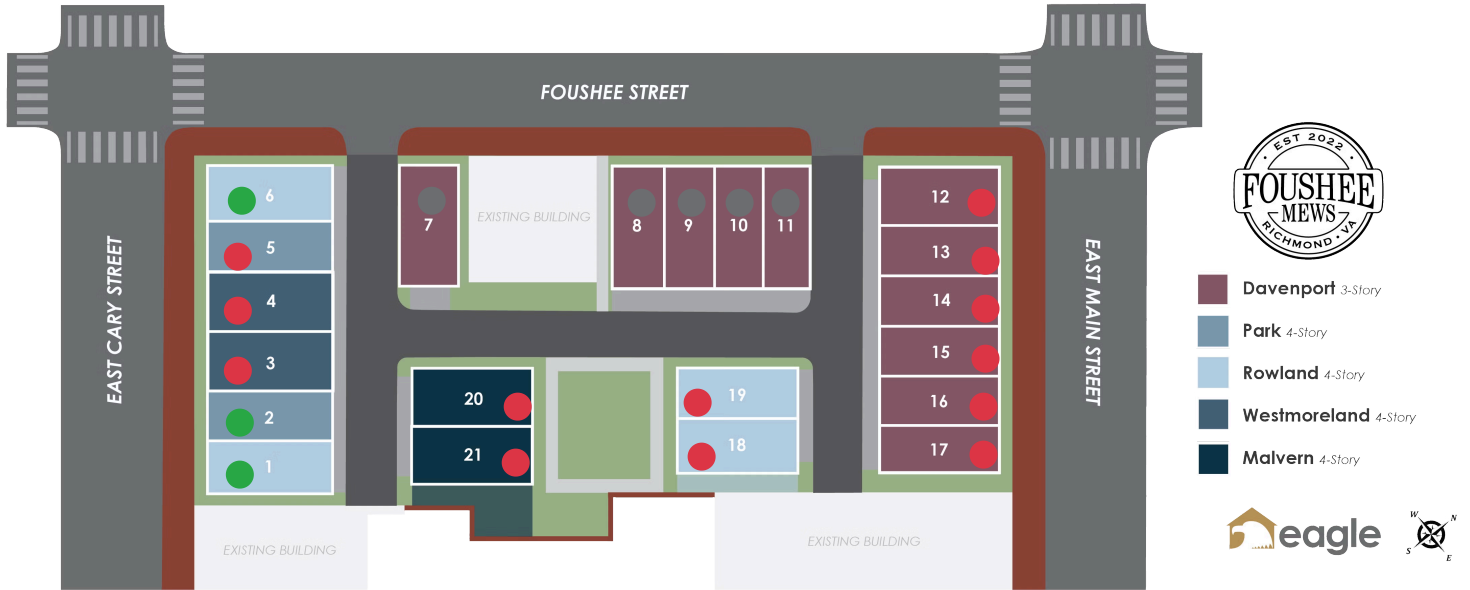 FOUSHEE STREET
EAST CARY STREET
EAST MAIN STREET
6
5
4
3
2
1
7
EXISTING BUILDING
8
9
10
11
12
13
14
15
16
17
20
21
19
18
EXISTING BUILDING
EXISTING BUILDING
EST 2022
FOUSHEE
MEWS
RICHMOND • VA
Davenport 3-Story
Park 4-Story
Rowland 4-Story
Westmoreland 4-Story
Malvern 4-Story
eagle
W
N
S
E